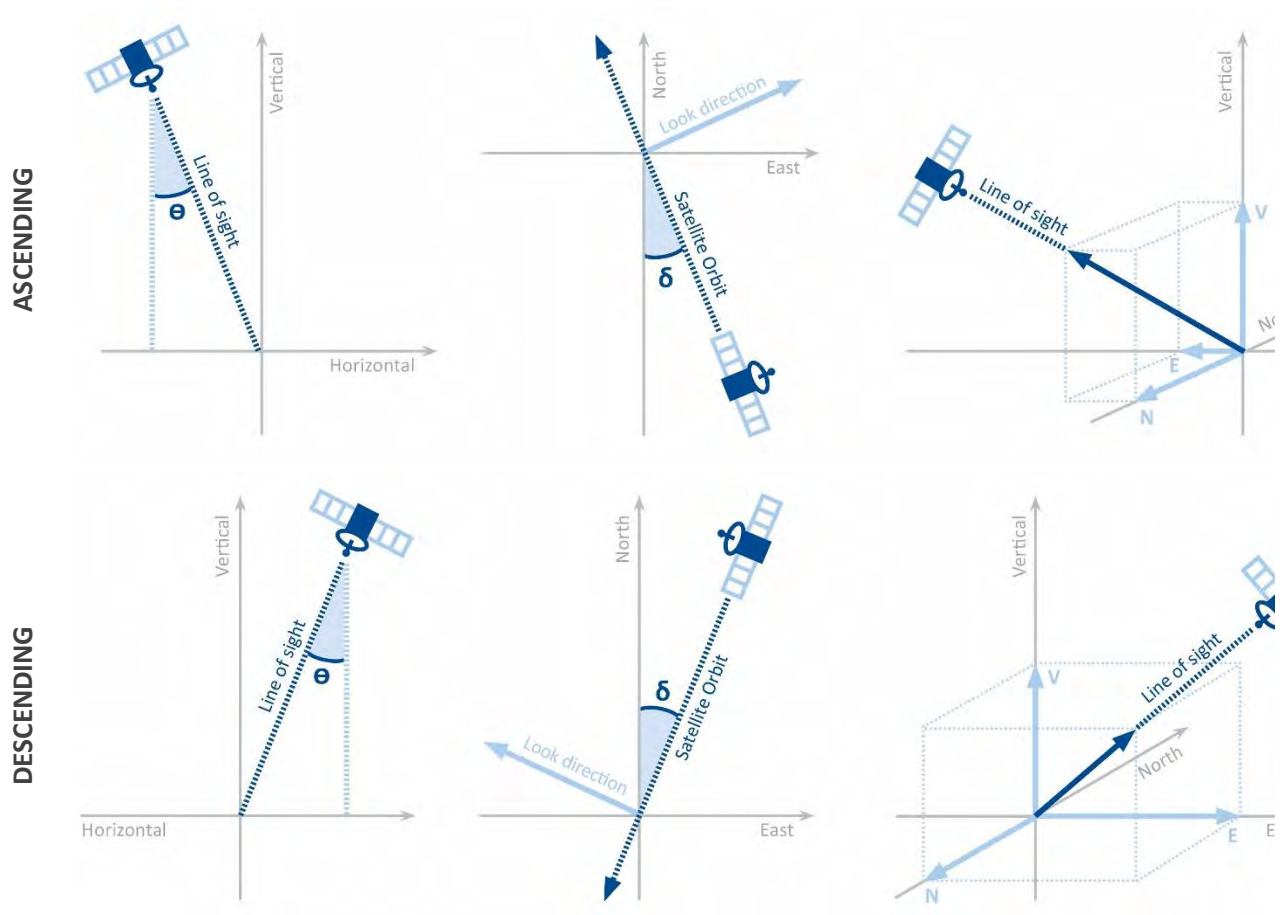 ASCENDING
Vertical
Line of sight
Ɵ
Horizontal
North
Look direction
East
Satellite Orbit
δ
Vertical
Line of sight
V
No
E
N
DESCENDING
Vertical
Line of sight
Ɵ
Horizontal
North
δ
Satellite Orbit
Look direction
East
Vertical
Line of sight
V
North
E
E
N